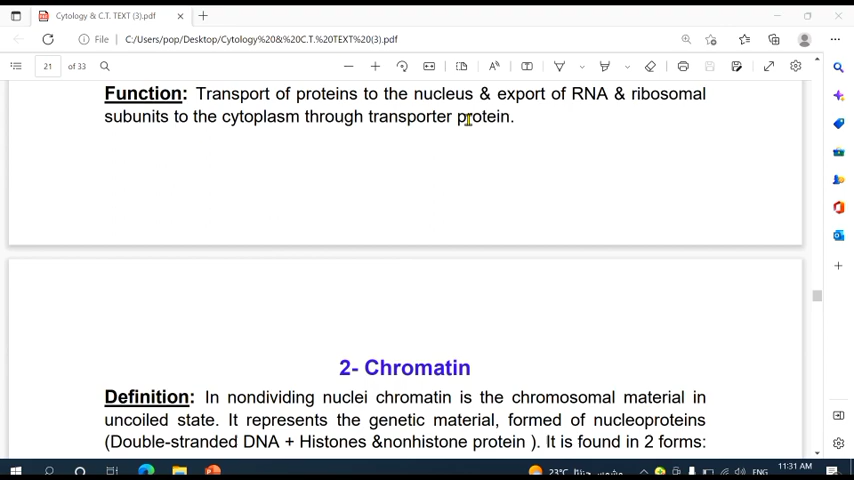 Cytology & C.T. TEXT (3).pdf
File C:/Users/pop/Desktop/Cytology%20&%20C.T.%20TEXT%20(3).pdf
21 of 33
Function: Transport of proteins to the nucleus & export of RNA & ribosomal
subunits to the cytoplasm through transporter protein.
2- Chromatin
Definition: In nondividing nuclei chromatin is the chromosomal material in
uncoiled state. It represents the genetic material, formed of nucleoproteins
(Double-stranded DNA + Histones &nonhistone protein ). It is found in 2 forms:
23°C ENG 11:31 AM